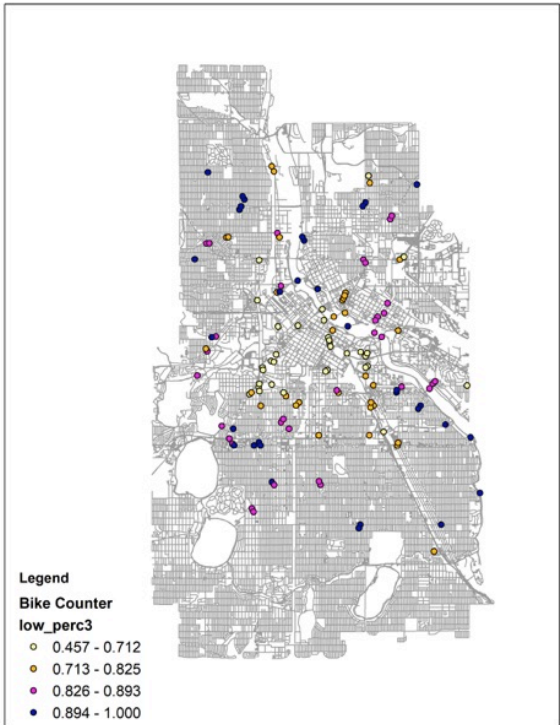 Legend
Bike Counter
low_perc3
0.457 - 0.712
0.713 - 0.825
0.826 - 0.893
0.894 - 1.000